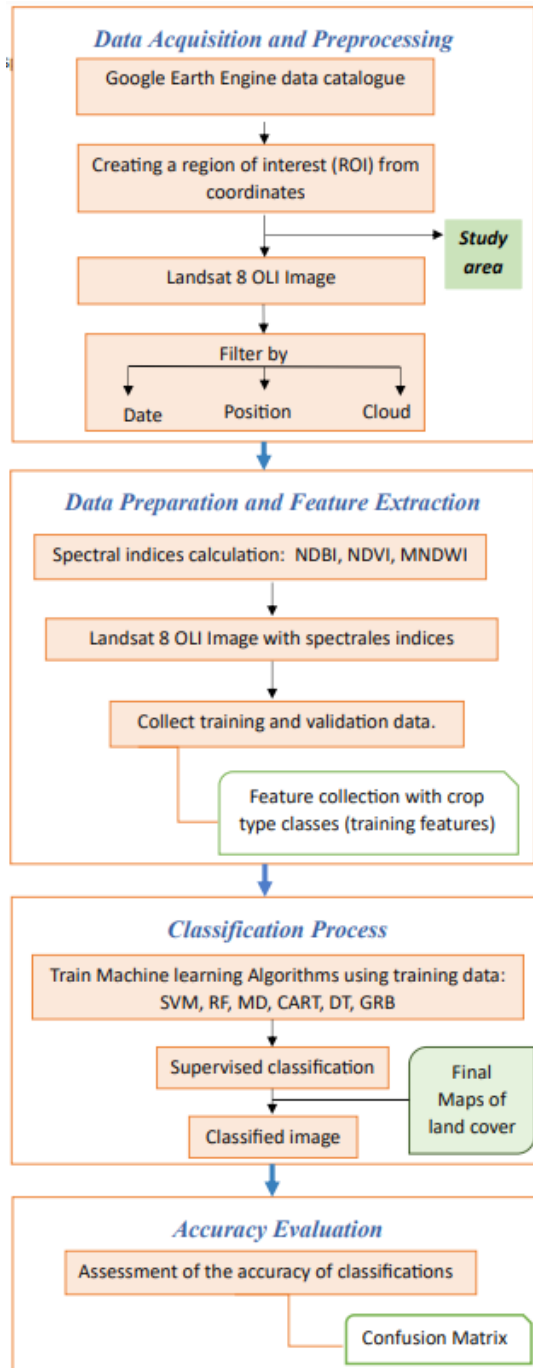 Data Acquisition and Preprocessing
Google Earth Engine data catalogue
Creating a region of interest (ROI) from
coordinates
Study
area
Landsat 8 OLI Image
Filter by
Date Position Cloud
Data Preparation and Feature Extraction
Spectral indices calculation: NDBI, NDVI, MNDWI
Landsat 8 OLI Image with spectrales indices
Collect training and validation data.
Feature collection with crop
type classes (training features)
Classification Process
Train Machine learning Algorithms using training data:
SVM, RF, MD, CART, DT, GRB
Supervised classification
Final
Maps of
land cover
Classified image
Accuracy Evaluation
Assessment of the accuracy of classifications
Confusion Matrix